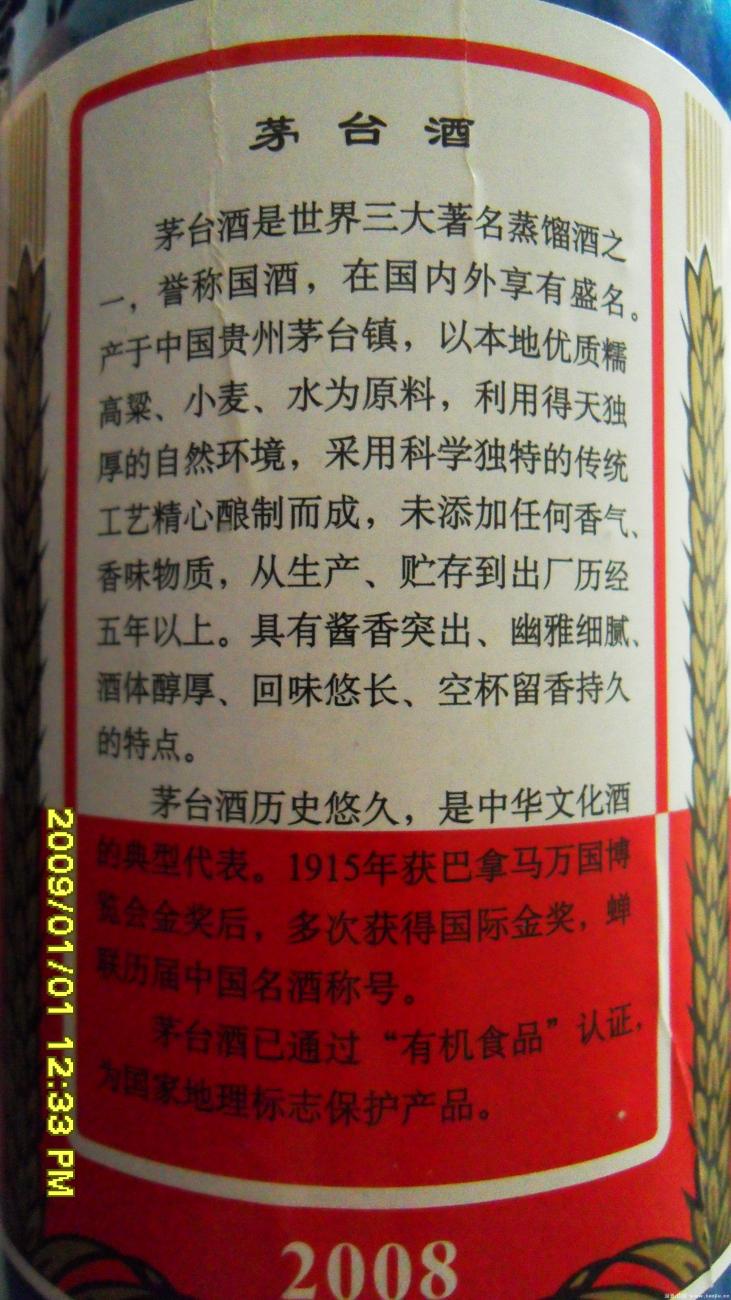 茅台酒
茅台酒是世界三大著名蒸馏酒之
一，誉称国酒，在国内外享有盛名。
产于中国贵州茅台镇，以本地优质糯
高粱、小麦、水为原料，利用得天独
厚的自然环境，采用科学独特的传统
工艺精心酿制而成，未添加任何香气、
香味物质，从生产、贮存到出厂历经
五年以上。具有酱香突出、幽雅细腻、
酒体醇厚、回味悠长、空杯留香持久
的特点。
茅台酒历史悠久，是中华文化酒
的典型代表。1915年获巴拿马万国博
览会金奖后，多次获得国际金奖，蝉
联历届中国名酒称号。
茅台酒已通过“有机食品”认证，
为国家地理标志保护产品。
2008
2009/01/01 12:33 PM